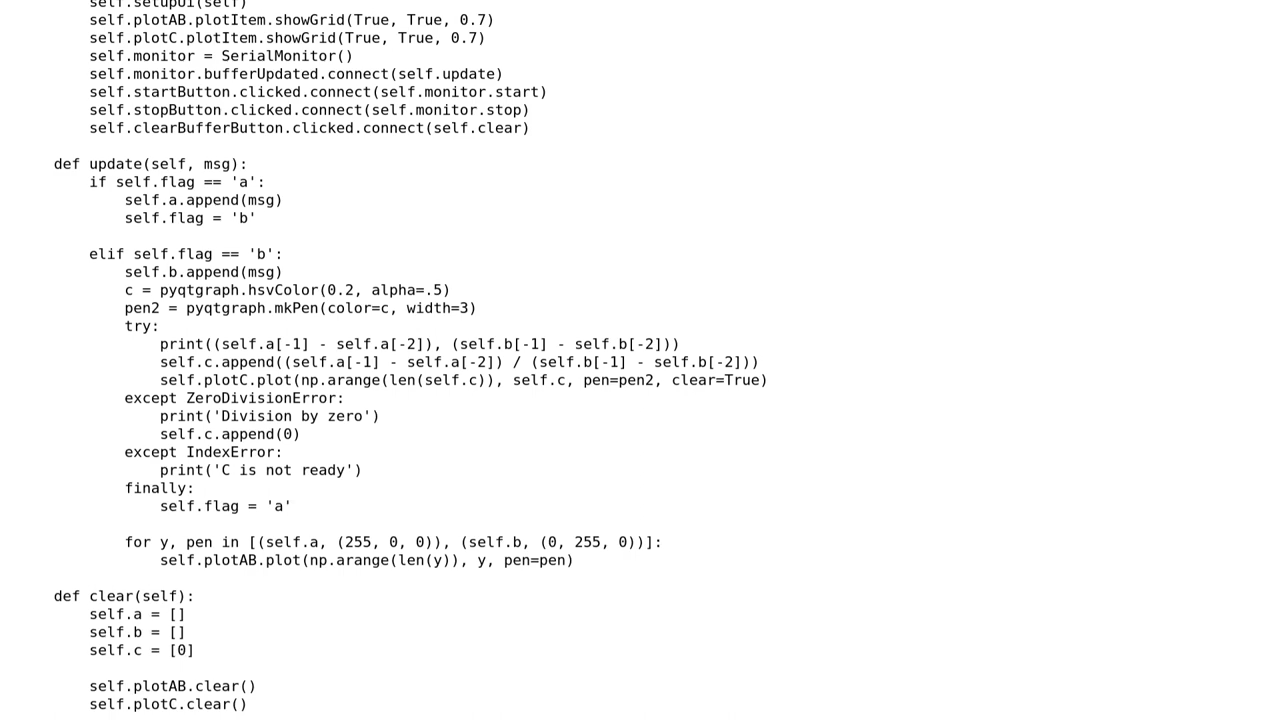 self.setupUi(self)
        self.plotAB.plotItem.showGrid(True, True, 0.7)
        self.plotC.plotItem.showGrid(True, True, 0.7)
        self.monitor = SerialMonitor()
        self.monitor.bufferUpdated.connect(self.update)
        self.startButton.clicked.connect(self.monitor.start)
        self.stopButton.clicked.connect(self.monitor.stop)
        self.clearBufferButton.clicked.connect(self.clear)

    def update(self, msg):
        if self.flag == 'a':
            self.a.append(msg)
            self.flag = 'b'

        elif self.flag == 'b':
            self.b.append(msg)
            c = pyqtgraph.hsvColor(0.2, alpha=.5)
            pen2 = pyqtgraph.mkPen(color=c, width=3)
            try:
                print((self.a[-1] - self.a[-2]), (self.b[-1] - self.b[-2]))
                self.c.append((self.a[-1] - self.a[-2]) / (self.b[-1] - self.b[-2]))
                self.plotC.plot(np.arange(len(self.c)), self.c, pen=pen2, clear=True)
            except ZeroDivisionError:
                print('Division by zero')
                self.c.append(0)
            except IndexError:
                print('C is not ready')
            finally:
                self.flag = 'a'

            for y, pen in [(self.a, (255, 0, 0)), (self.b, (0, 255, 0))]:
                self.plotAB.plot(np.arange(len(y)), y, pen=pen)

    def clear(self):
        self.a = []
        self.b = []
        self.c = [0]

        self.plotAB.clear()
        self.plotC.clear()